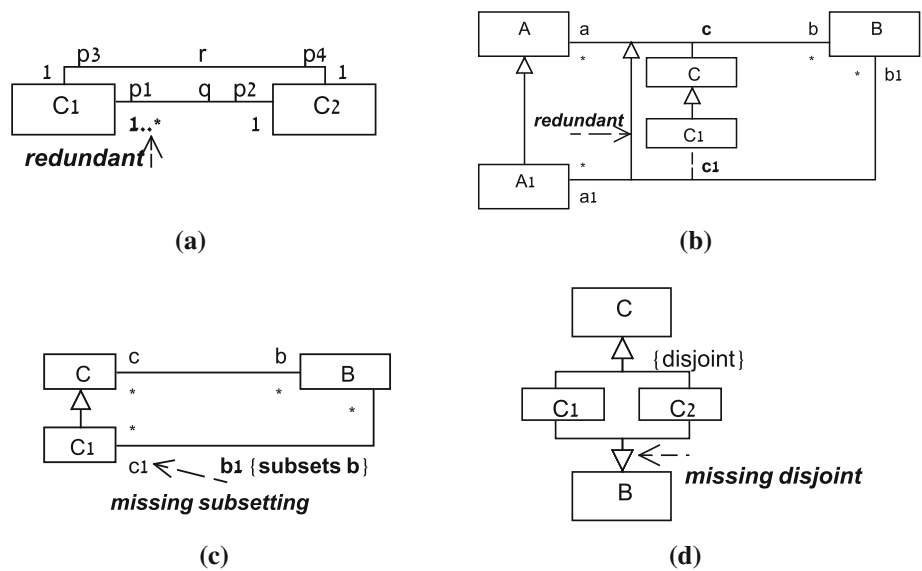 p3 r p4
1 1
C1 p1 q p2 C2
1..* 1
redundant
(a)
A a c b B
* * * b1
C
redundant
C1
* c1
A1 a1
(b)
C c b B
* * *
C1 *
c1 b1 {subsets b}
missing subsetting
(c)
C
{disjoint}
C1 C2
missing disjoint
B
(d)